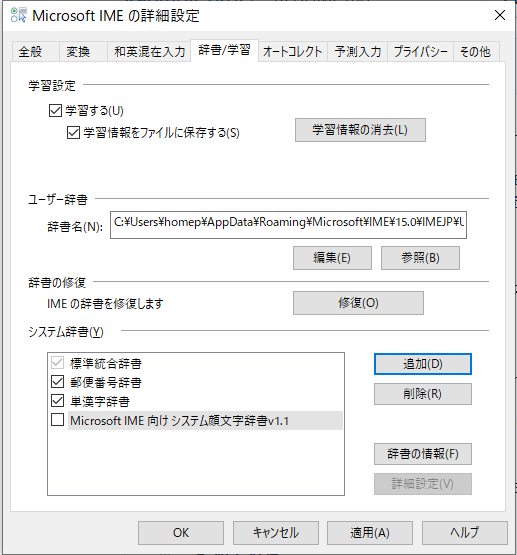 Microsoft IME の詳細設定
全般 変換 和英混在入力 辞書/学習 オートコレクト 予測入力 プライバシー その他
学習設定
学習する(U)
学習情報をファイルに保存する(S) 学習情報の消去(L)
ユーザー辞書
辞書名(N): C:¥Users¥homep¥AppData¥Roaming¥Microsoft¥IME¥15.0¥IMEJP¥U
編集(E) 参照(B)
辞書の修復
IME の辞書を修復します 修復(O)
システム辞書(Y)
標準統合辞書 追加(D)
郵便番号辞書
単漢字辞書 削除(R)
Microsoft IME 向け システム顔文字辞書v1.1
辞書の情報(F)
詳細設定(V)
OK キャンセル 適用(A) ヘルプ